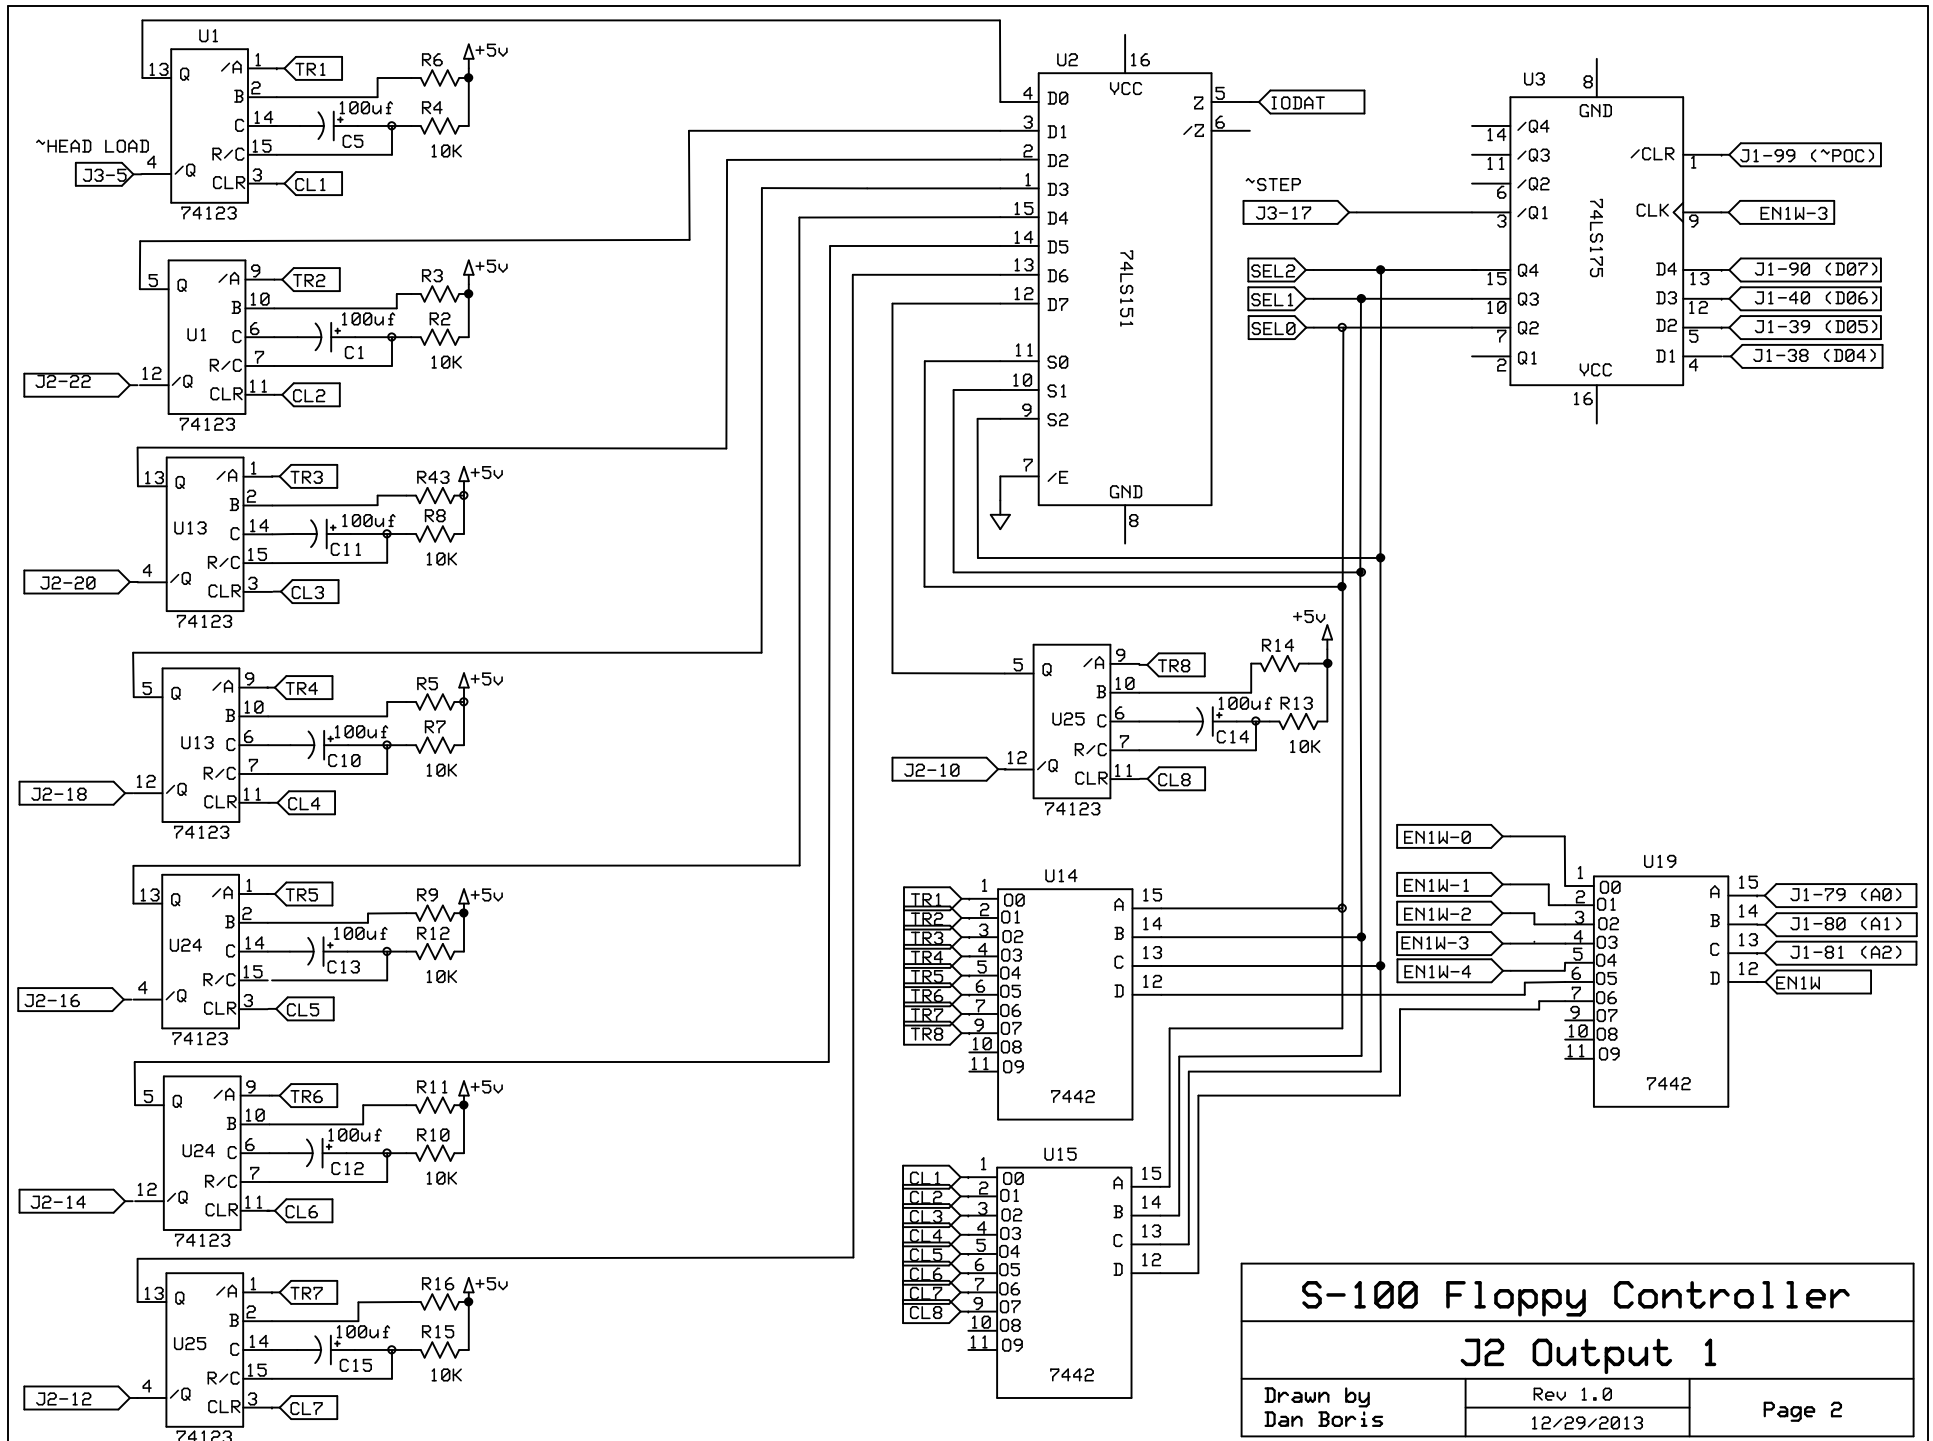 U1
13 Q /A 1 TR1
R6 +5v
B 2
100uf R4
C 14 C5 10K
R/C 15
~HEAD LOAD
J3-5 4 /Q
CLR 3 CL1
74123
5 Q /A 9 TR2
R3 +5v
B 10
100uf R2
U1 C 6 C1 10K
R/C 7
J2-22 12 /Q
CLR 11 CL2
74123
13 Q /A 1 TR3
R43 +5v
B 2
100uf R8
U13 C 14 C11 10K
R/C 15
J2-20 4 /Q
CLR 3 CL3
74123
5 Q /A 9 TR4
R5 +5v
B 10
100uf R7
U13 C 6 C10 10K
R/C 7
J2-18 12 /Q
CLR 11 CL4
74123
13 Q /A 1 TR5
R9 +5v
B 2
100uf R12
U24 C 14 C13 10K
R/C 15
J2-16 4 /Q
CLR 3 CL5
74123
5 Q /A 9 TR6
R11 +5v
B 10
100uf R10
U24 C 6 C12 10K
R/C 7
J2-14 12 /Q
CLR 11 CL6
74123
13 Q /A 1 TR7
R16 +5v
B 2
100uf R15
U25 C 14 C15 10K
R/C 15
J2-12 4 /Q
CLR 3 CL7
74123
U2 16
VCC
4 D0 Z 5 IODAT
3 D1 /Z 6
2 D2
1 D3
15 D4
14 D5
13 D6
12 D7
74LS151
11 S0
10 S1
9 S2
7 /E
GND
8
U3 8
GND
14 /Q4
11 /Q3 /CLR 1 J1-99 (~POC)
6 /Q2
~STEP
J3-17 3 /Q1 CLK 9 EN1W-3
74LS175
SEL2 15 Q4 D4 13 J1-90 (D07)
SEL1 10 Q3 D3 12 J1-40 (D06)
SEL0 7 Q2 D2 5 J1-39 (D05)
2 Q1 D1 4 J1-38 (D04)
VCC
16
+5v
R14
5 Q /A 9 TR8
B 10
100uf R13
U25 C 6 C14 10K
R/C 7
J2-10 12 /Q
CLR 11 CL8
74123
U14
TR1 1 O0 A 15
TR2 2 O1
TR3 3 O2 B 14
TR4 4 O3 C 13
TR5 5 O4
TR6 6 O5 D 12
TR7 7 O6
TR8 9 O7
10 O8
11 O9
7442
U15
CL1 1 O0 A 15
CL2 2 O1
CL3 3 O2 B 14
CL4 4 O3
CL5 5 O4 C 13
CL6 6 O5 D 12
CL7 7 O6
CL8 9 O7
10 O8
11 O9
7442
U19
EN1W-0 1 O0 A 15 J1-79 (A0)
EN1W-1 2 O1
EN1W-2 3 O2 B 14 J1-80 (A1)
EN1W-3 4 O3 C 13 J1-81 (A2)
EN1W-4 5 O4
6 O5 D 12 EN1W
7 O6
9 O7
10 O8
11 O9
7442
S-100 Floppy Controller
J2 Output 1
Drawn by
Dan Boris
Rev 1.0
12/29/2013
Page 2